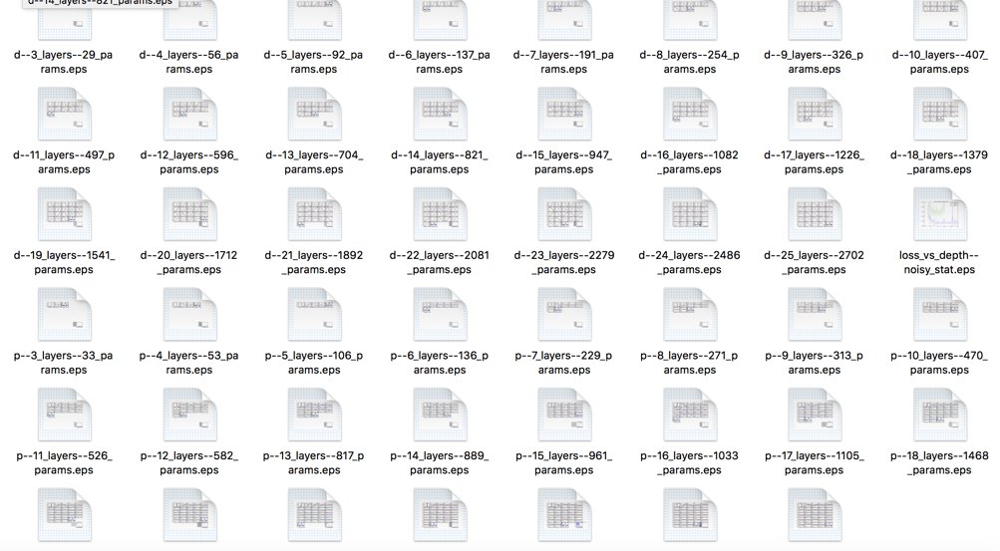 d--14_layers--821_params.eps
d--3_layers--29_pa
rams.eps
d--4_layers--56_pa
rams.eps
d--5_layers--92_pa
rams.eps
d--6_layers--137_pa
rams.eps
d--7_layers--191_pa
rams.eps
d--8_layers--254_p
arams.eps
d--9_layers--326_p
arams.eps
d--10_layers--407_
params.eps
d--11_layers--497_p
arams.eps
d--12_layers--596_
params.eps
d--13_layers--704_
params.eps
d--14_layers--821_
params.eps
d--15_layers--947_
params.eps
d--16_layers--1082
_params.eps
d--17_layers--1226_
params.eps
d--18_layers--1379
_params.eps
d--19_layers--1541_
params.eps
d--20_layers--1712
_params.eps
d--21_layers--1892
_params.eps
d--22_layers--2081
_params.eps
d--23_layers--2279
_params.eps
d--24_layers--2486
_params.eps
d--25_layers--2702
_params.eps
loss_vs_depth--
noisy_stat.eps
p--3_layers--33_pa
rams.eps
p--4_layers--53_pa
rams.eps
p--5_layers--106_p
arams.eps
p--6_layers--136_p
arams.eps
p--7_layers--229_p
arams.eps
p--8_layers--271_p
arams.eps
p--9_layers--313_p
arams.eps
p--10_layers--470_
params.eps
p--11_layers--526_
params.eps
p--12_layers--582_
params.eps
p--13_layers--817_p
arams.eps
p--14_layers--889_
params.eps
p--15_layers--961_
params.eps
p--16_layers--1033
_params.eps
p--17_layers--1105_
params.eps
p--18_layers--1468
_params.eps